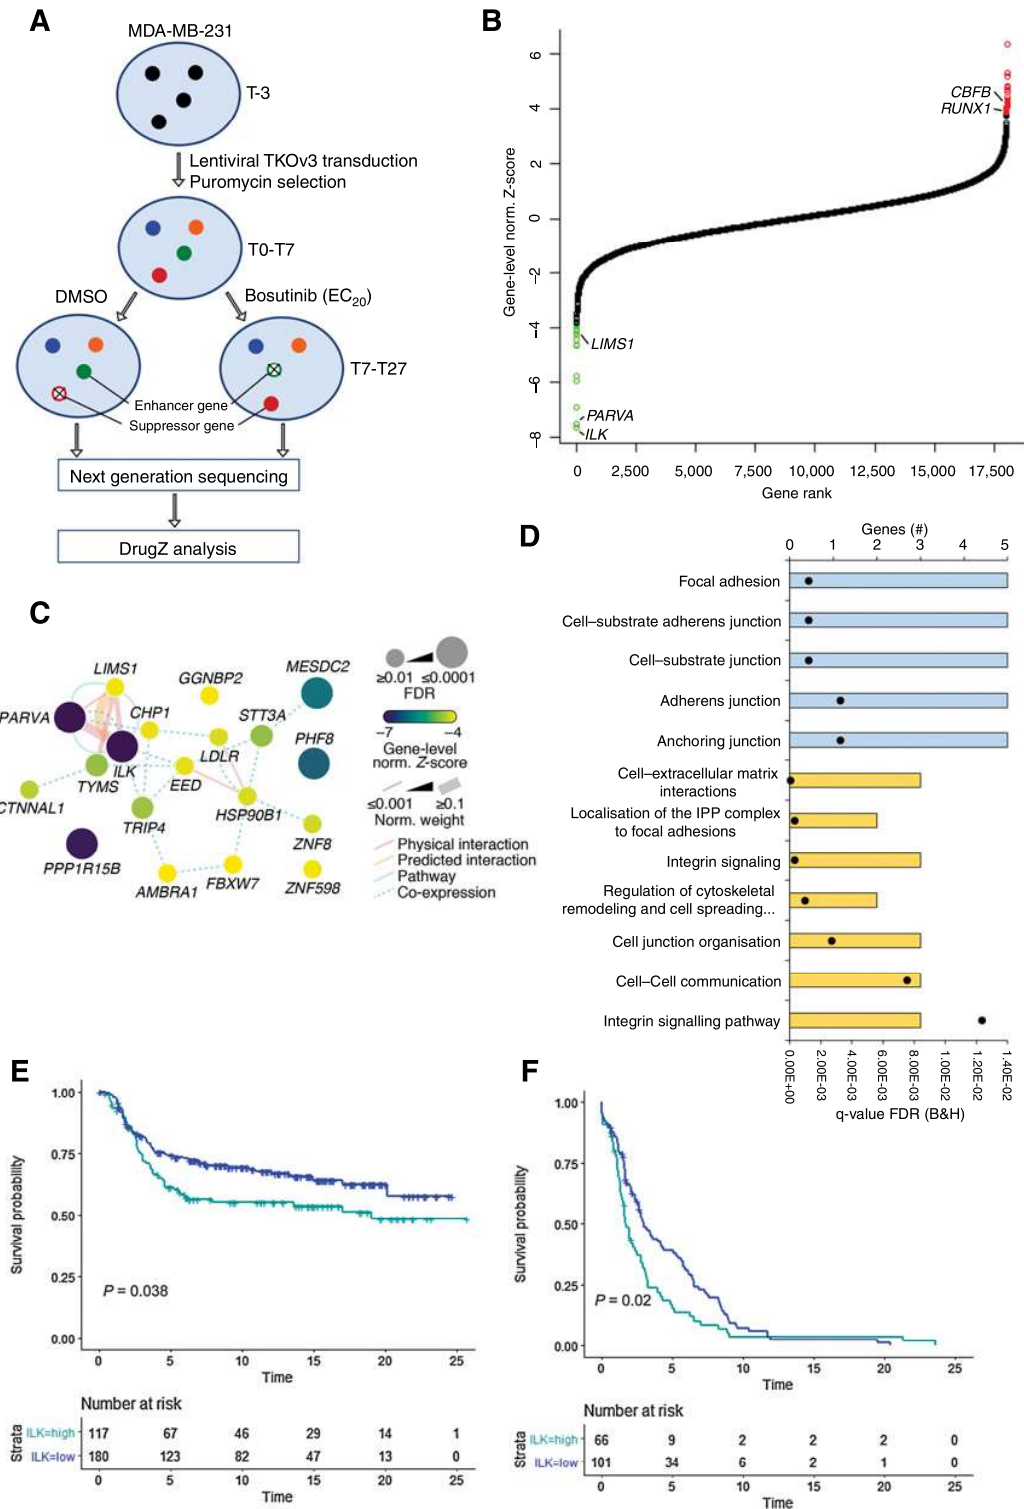 A
MDA-MB-231
T-3
Lentiviral TKOv3 transduction
Puromycin selection
T0-T7
DMSO
Bosutinib (EC20)
T7-T27
Enhancer gene
Suppressor gene
Next generation sequencing
DrugZ analysis
B
Gene-level norm. Z-score
6
4
2
0
−2
−4
−6
−8
CBFB
RUNX1
LIMS1
PARVA
ILK
0 2,500 5,000 7,500 10,000 12,500 15,000 17,500
Gene rank
C
LIMS1
GGNBP2
MESDC2
PARVA
CHP1
STT3A
LDLR
PHF8
ILK
TYMS
EED
CTNNAL1
TRIP4
HSP90B1
ZNF8
PPP1R15B
AMBRA1
FBXW7
ZNF598
≥0.01 ≤0.0001
FDR
−7 −4
Gene-level
norm. Z-score
≤0.001 ≥0.1
Norm. weight
Physical interaction
Predicted interaction
Pathway
Co-expression
D
Genes (#)
0 1 2 3 4 5
Focal adhesion
Cell–substrate adherens junction
Cell–substrate junction
Adherens junction
Anchoring junction
Cell–extracellular matrix
interactions
Localisation of the IPP complex
to focal adhesions
Integrin signaling
Regulation of cytoskeletal
remodeling and cell spreading...
Cell junction organisation
Cell–Cell communication
Integrin signalling pathway
0.00E+00 2.00E-03 4.00E-03 6.00E-03 8.00E-03 1.00E-02 1.20E-02 1.40E-02
q-value FDR (B&H)
E
Survival probability
1.00
0.75
0.50
0.25
0.00
P = 0.038
0 5 10 15 20 25
Time
Number at risk
Strata
ILK=high 117 67 46 29 14 1
ILK=low 180 123 82 47 13 0
0 5 10 15 20 25
Time
F
Survival probability
1.00
0.75
0.50
0.25
0.00
P = 0.02
0 5 10 15 20 25
Time
Number at risk
Strata
ILK=high 66 9 2 2 2 0
ILK=low 101 34 6 2 1 0
0 5 10 15 20 25
Time